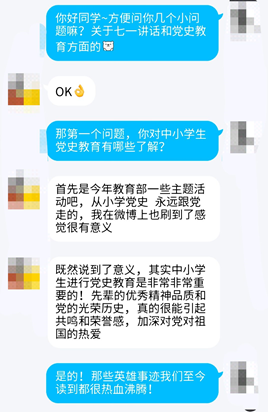 你好同学~方便问你几个小问
题嘛？关于七一讲话和党史教
育方面的
OK👌
那第一个问题，你对中小学生
党史教育有哪些了解？
首先是今年教育部一些主题活
动吧，从小学党史 永远跟党
走的，我在微博上也刷到了感
觉很有意义
既然说到了意义，其实中小学
生进行党史教育是非常非常重
要的！先辈的优秀精神品质和
党的光荣历史，真的很能引起
共鸣和荣誉感，加深对党对祖
国的热爱
是的！那些英雄事迹我们至今
读到都很热血沸腾！